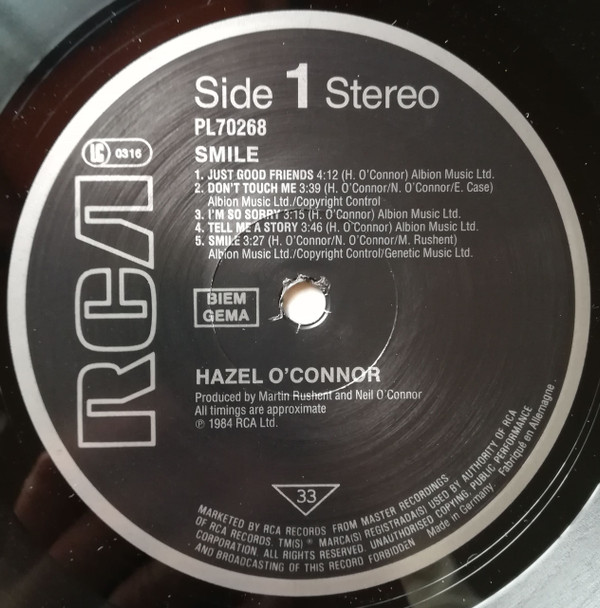 Side 1 Stereo
PL70268
LC 0316
SMILE
1. JUST GOOD FRIENDS 4:12 (H. O'Connor) Albion Music Ltd.
2. DON'T TOUCH ME 3:39 (H. O'Connor/N. O'Connor/E. Case)
Albion Music Ltd./Copyright Control
3. I'M SO SORRY 3:15 (H. O'Connor) Albion Music Ltd.
4. TELL ME A STORY 3:46 (H. O'Connor) Albion Music Ltd.
5. SMILE 3:27 (H. O'Connor/N. O'Connor/M. Rushent)
Albion Music Ltd./Copyright Control/Genetic Music Ltd.
RCA
BIEM
GEMA
HAZEL O'CONNOR
Produced by Martin Rushent and Neil O'Connor
All timings are approximate
℗ 1984 RCA Ltd.
33
MARKETED BY RCA RECORDS FROM MASTER RECORDINGS
OF RCA RECORDS. TM(S)® MARCA(S) REGISTRADA(S) USED BY AUTHORITY OF RCA
CORPORATION. ALL RIGHTS RESERVED. UNAUTHORISED COPYING, PUBLIC PERFORMANCE
AND BROADCASTING OF THIS RECORD FORBIDDEN Made in Germany. Fabriqué en Allemagne.